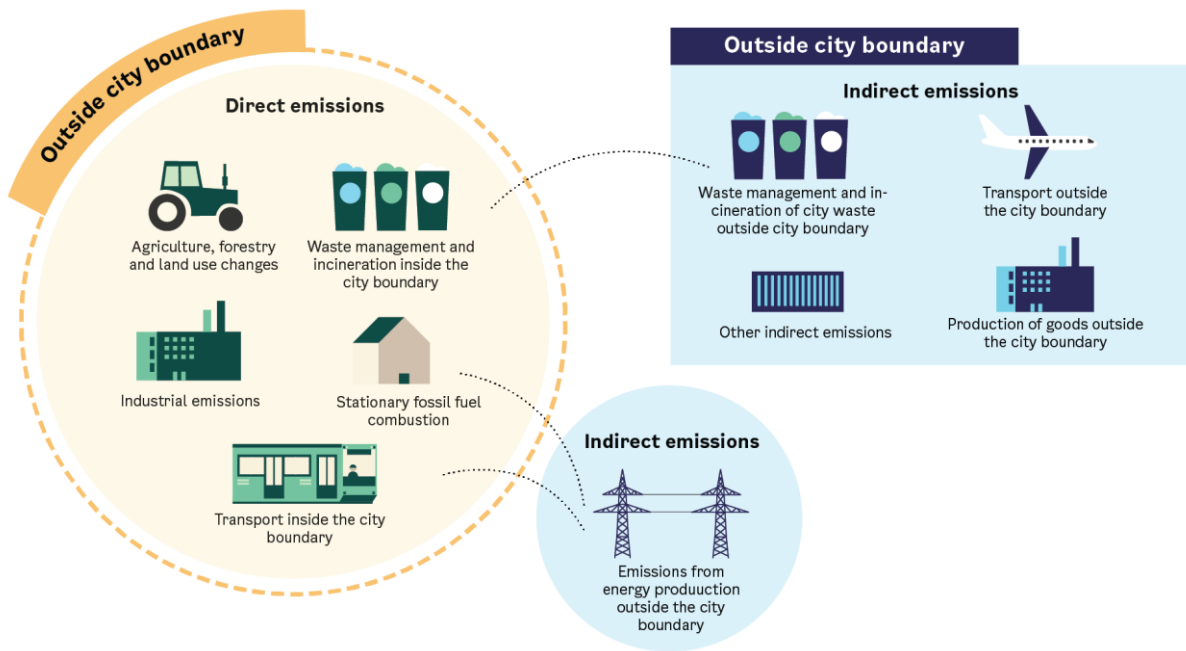 Outside city boundary
Direct emissions
Agriculture, forestry
and land use changes
Waste management and
incineration inside the
city boundary
Industrial emissions
Stationary fossil fuel
combustion
Transport inside the city
boundary
Outside city boundary
Indirect emissions
Waste management and in-
cineration of city waste
outside city boundary
Transport outside
the city boundary
Other indirect emissions
Production of goods outside
the city boundary
Indirect emissions
Emissions from
energy produuction
outside the city
boundary